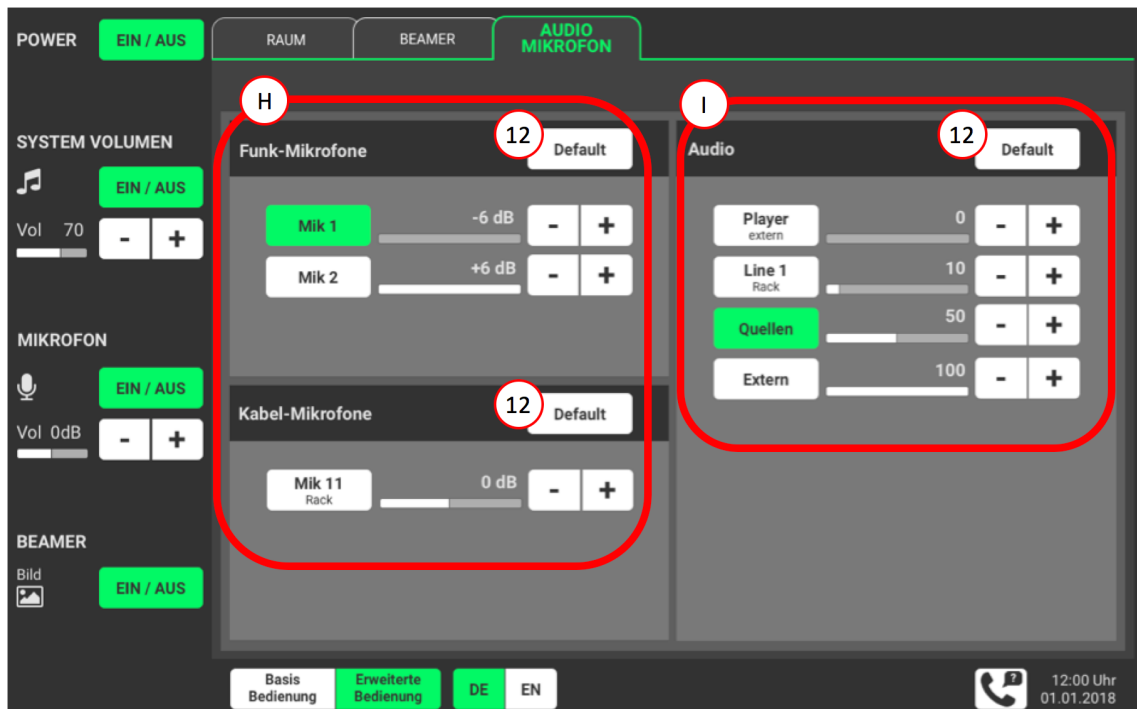 POWER
EIN / AUS
RAUM
BEAMER
AUDIO
MIKROFON
SYSTEM VOLUMEN
EIN / AUS
Vol 70
-
+
MIKROFON
EIN / AUS
Vol 0dB
-
+
BEAMER
Bild
EIN / AUS
H
Funk-Mikrofone
12
Default
Mik 1
-6 dB
-
+
Mik 2
+6 dB
-
+
Kabel-Mikrofone
12
Default
Mik 11
Rack
0 dB
-
+
I
Audio
12
Default
Player
extern
0
-
+
Line 1
Rack
10
-
+
Quellen
50
-
+
Extern
100
-
+
Basis
Bedienung
Erweiterte
Bedienung
DE
EN
?
12:00 Uhr
01.01.2018